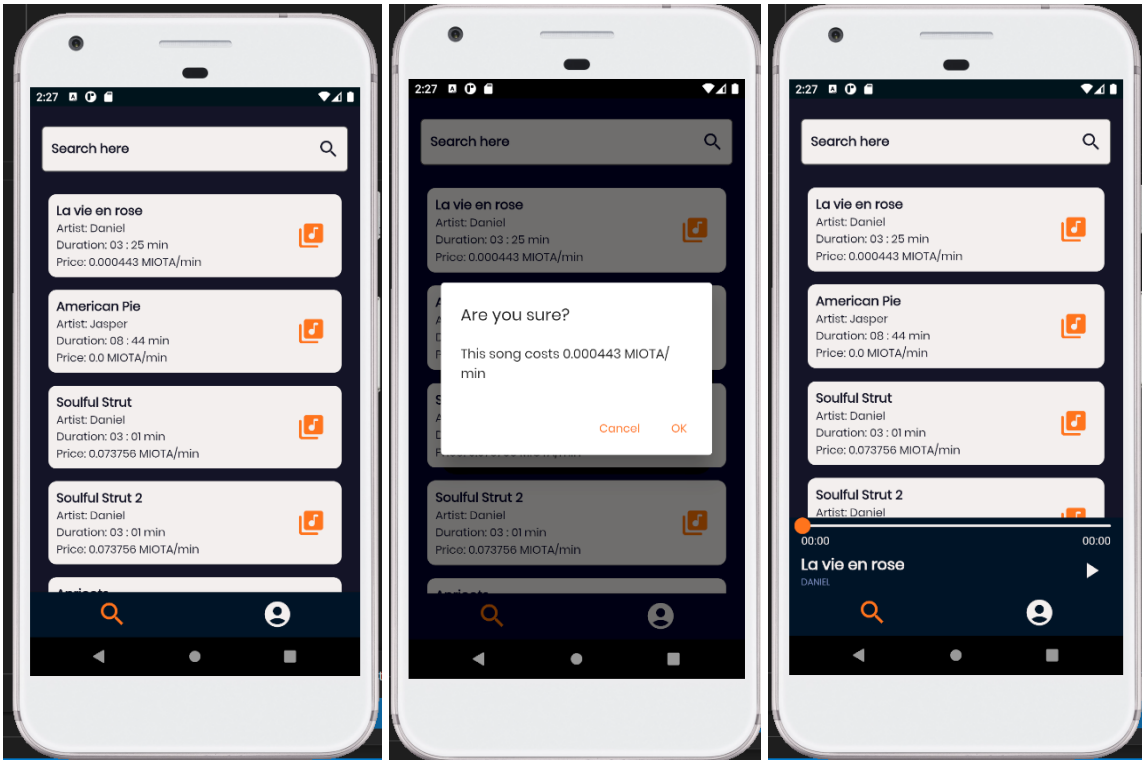 2:27
Search here
La vie en rose
Artist: Daniel
Duration: 03 : 25 min
Price: 0.000443 MIOTA/min
American Pie
Artist: Jasper
Duration: 08 : 44 min
Price: 0.0 MIOTA/min
Soulful Strut
Artist: Daniel
Duration: 03 : 01 min
Price: 0.073756 MIOTA/min
Soulful Strut 2
Artist: Daniel
Duration: 03 : 01 min
Price: 0.073756 MIOTA/min
2:27
Search here
La vie en rose
Artist: Daniel
Duration: 03 : 25 min
Price: 0.000443 MIOTA/min
Are you sure?
This song costs 0.000443 MIOTA/
min
Cancel OK
Soulful Strut 2
Artist: Daniel
Duration: 03 : 01 min
Price: 0.073756 MIOTA/min
2:27
Search here
La vie en rose
Artist: Daniel
Duration: 03 : 25 min
Price: 0.000443 MIOTA/min
American Pie
Artist: Jasper
Duration: 08 : 44 min
Price: 0.0 MIOTA/min
Soulful Strut
Artist: Daniel
Duration: 03 : 01 min
Price: 0.073756 MIOTA/min
Soulful Strut 2
Artist: Daniel
00:00 00:00
La vie en rose
DANIEL